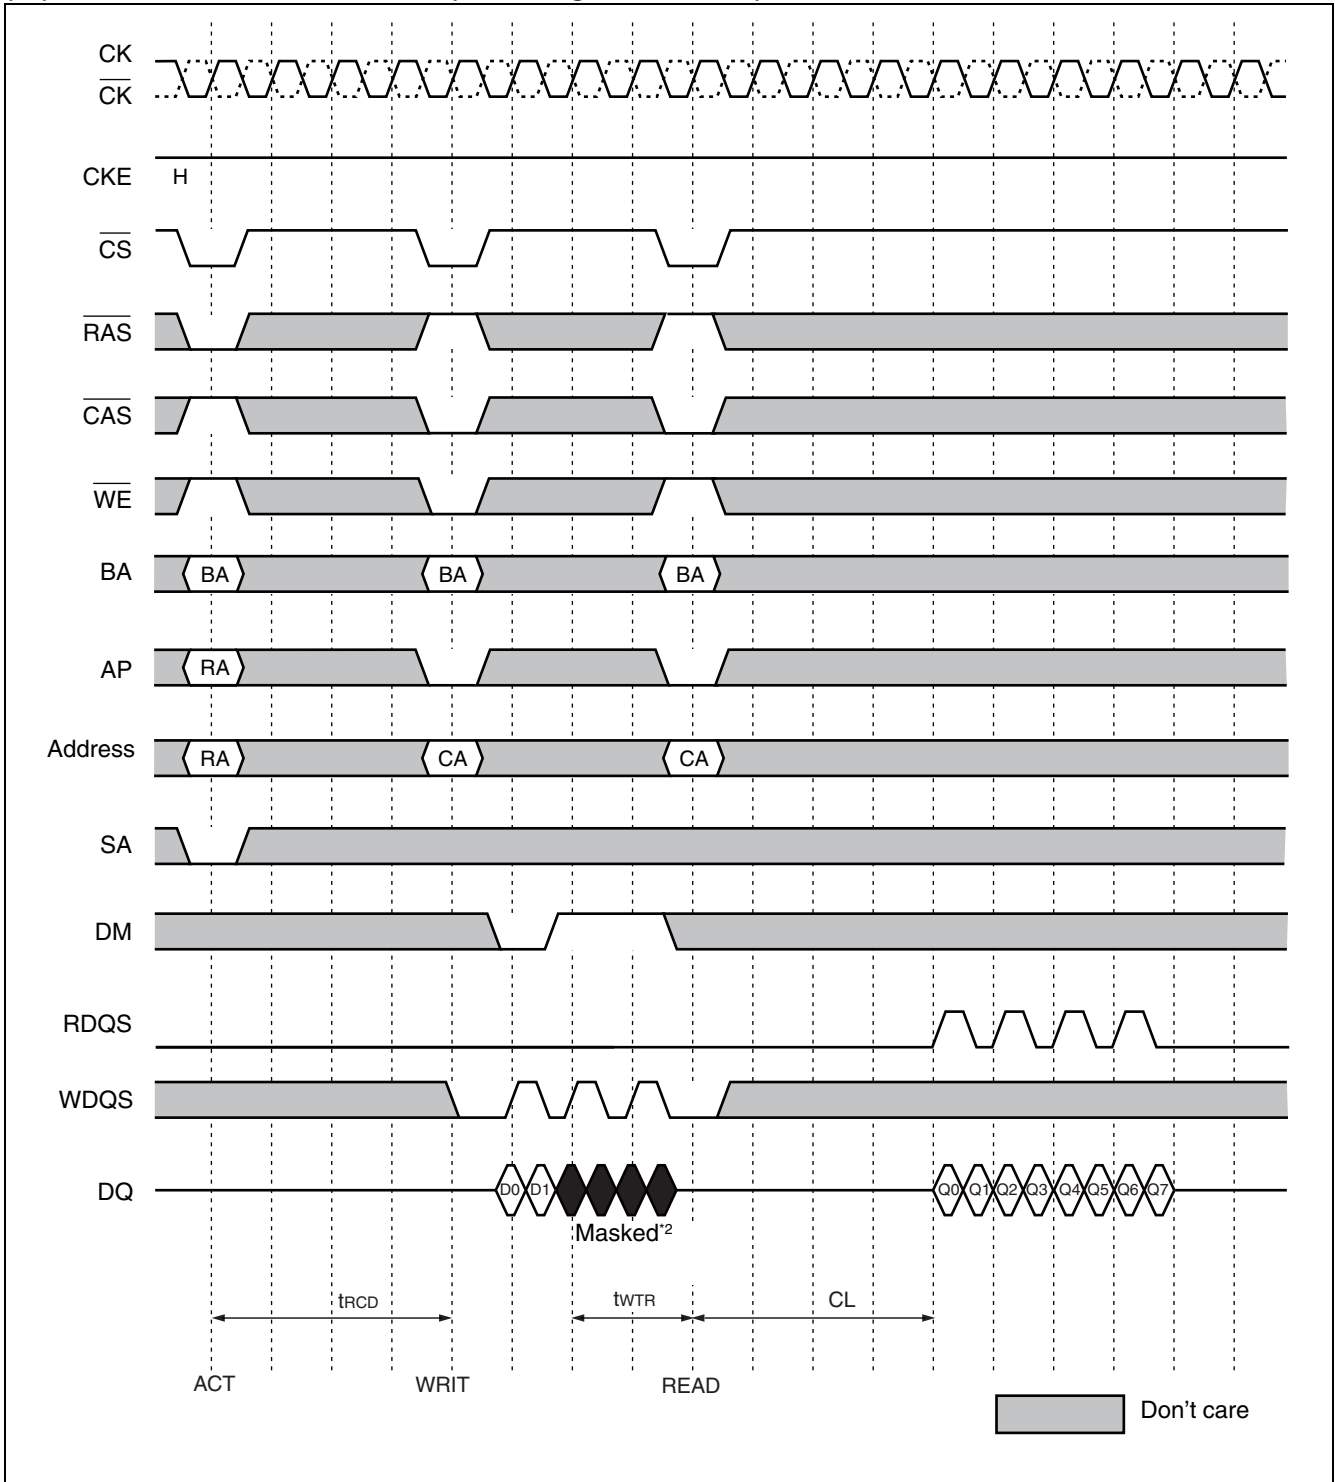 CK
CK
CKE H
CS
RAS
CAS
WE
BA BA BA BA
AP RA
Address RA CA CA
SA
DM
RDQS
WDQS
DQ D0 D1 Q0 Q1 Q2 Q3 Q4 Q5 Q6 Q7
Masked*2
tRCD tWTR CL
ACT WRIT READ
Don't care